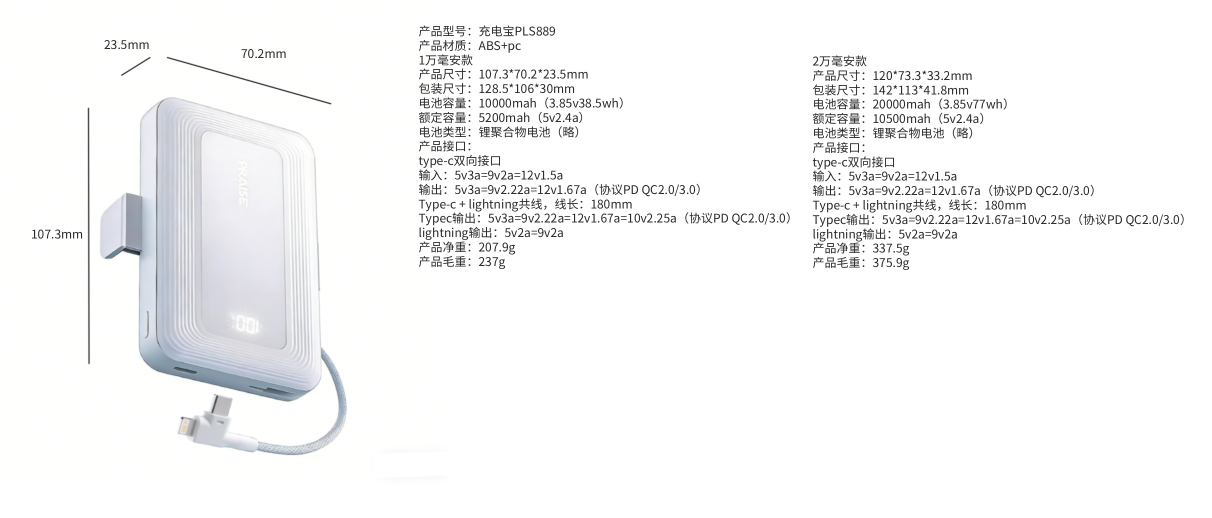 23.5mm
70.2mm
107.3mm
PRAISE
100
产品型号：充电宝PLS889
产品材质：ABS+pc
1万毫安款
产品尺寸：107.3*70.2*23.5mm
包装尺寸：128.5*106*30mm
电池容量：10000mah（3.85v38.5wh）
额定容量：5200mah（5v2.4a）
电池类型：锂聚合物电池（略）
产品接口：
type-c双向接口
输入：5v3a=9v2a=12v1.5a
输出：5v3a=9v2.22a=12v1.67a（协议PD QC2.0/3.0）
Type-c + lightning共线，线长：180mm
Typec输出：5v3a=9v2.22a=12v1.67a=10v2.25a（协议PD QC2.0/3.0）
lightning输出：5v2a=9v2a
产品净重：207.9g
产品毛重：237g
2万毫安款
产品尺寸：120*73.3*33.2mm
包装尺寸：142*113*41.8mm
电池容量：20000mah（3.85v77wh）
额定容量：10500mah（5v2.4a）
电池类型：锂聚合物电池（略）
产品接口：
type-c双向接口
输入：5v3a=9v2a=12v1.5a
输出：5v3a=9v2.22a=12v1.67a（协议PD QC2.0/3.0）
Type-c + lightning共线，线长：180mm
Typec输出：5v3a=9v2.22a=12v1.67a=10v2.25a（协议PD QC2.0/3.0）
lightning输出：5v2a=9v2a
产品净重：337.5g
产品毛重：375.9g